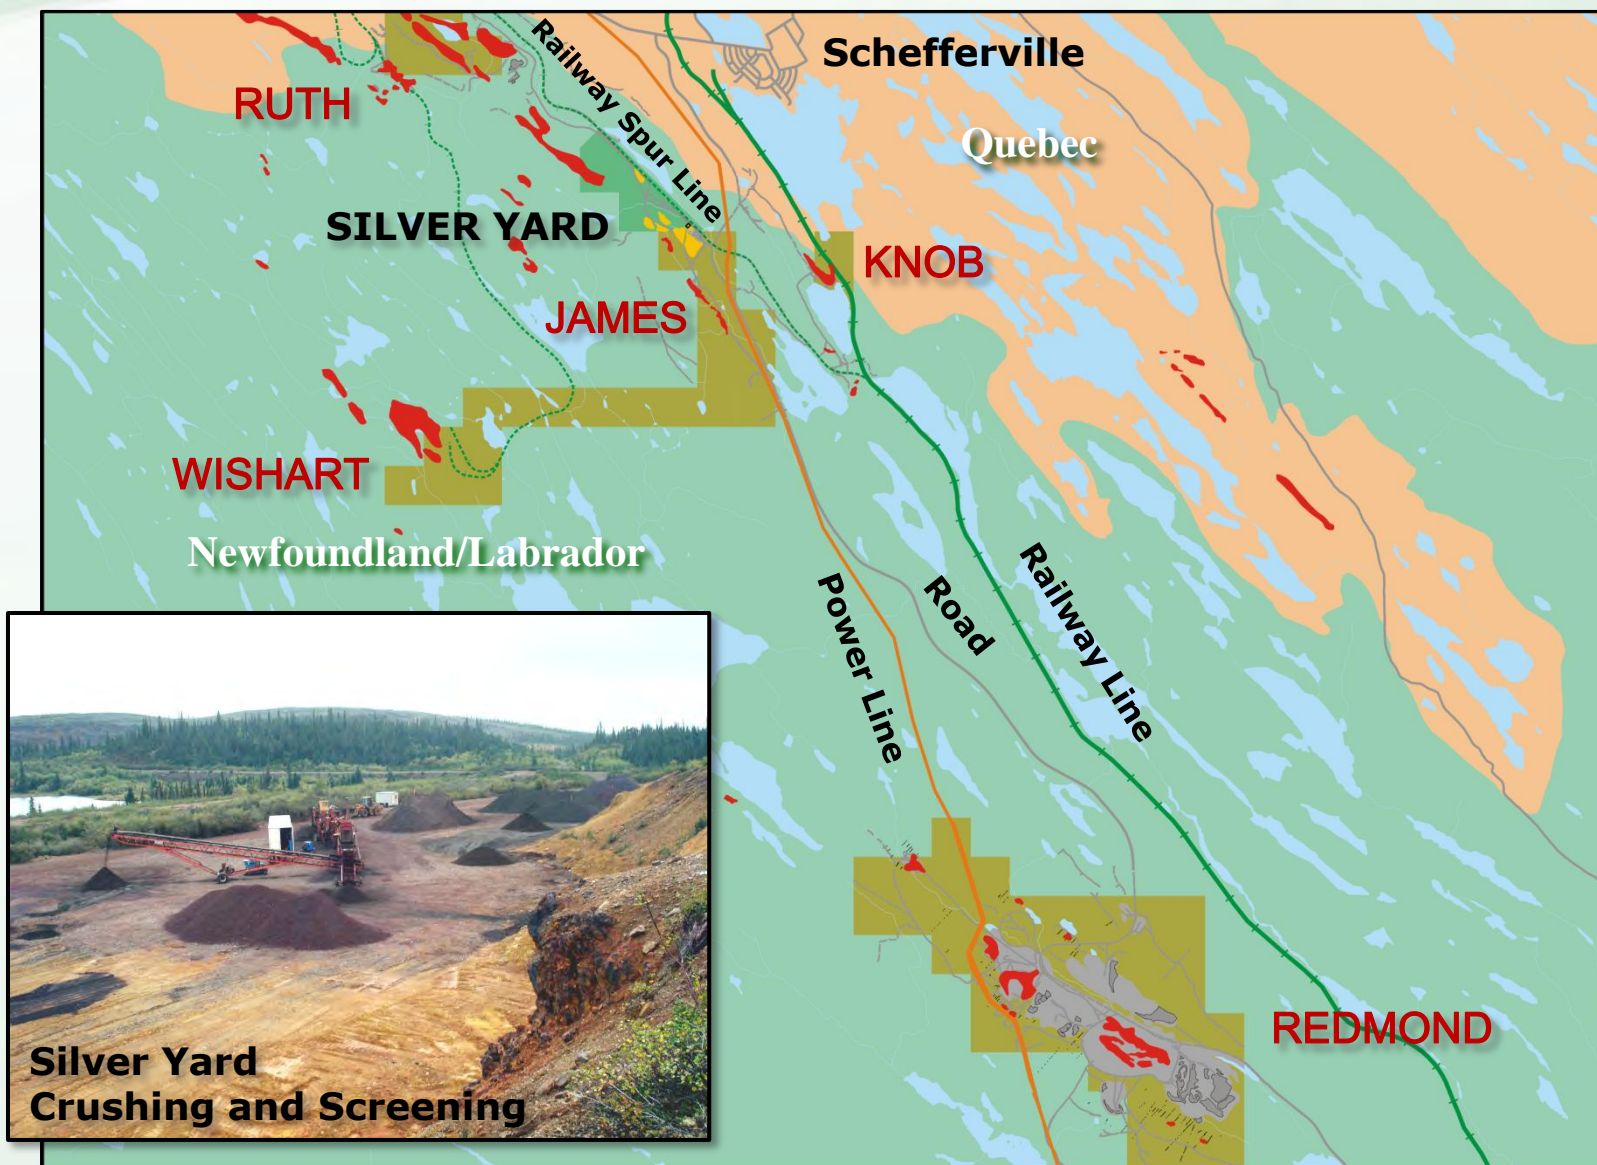 Schefferville
Railway Spur Line
RUTH
Quebec
SILVER YARD
KNOB
JAMES
WISHART
Newfoundland/Labrador
Power Line
Road
Railway Line
REDMOND
Silver Yard
Crushing and Screening